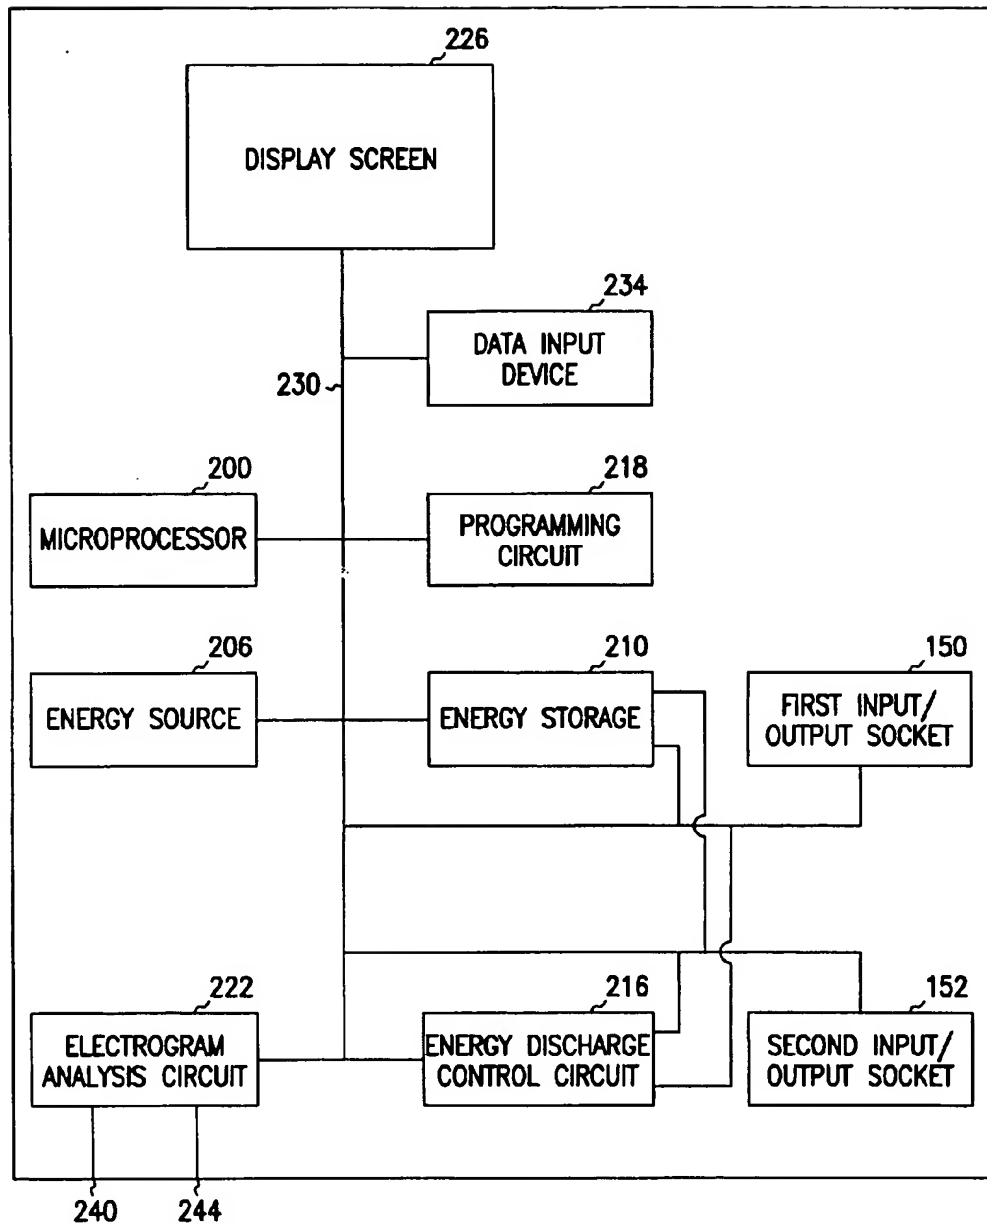 226
DISPLAY SCREEN
234
DATA INPUT
DEVICE
230
200
MICROPROCESSOR
218
PROGRAMMING
CIRCUIT
206
ENERGY SOURCE
210
ENERGY STORAGE
150
FIRST INPUT/
OUTPUT SOCKET
222
ELECTROGRAM
ANALYSIS CIRCUIT
216
ENERGY DISCHARGE
CONTROL CIRCUIT
152
SECOND INPUT/
OUTPUT SOCKET
240
244